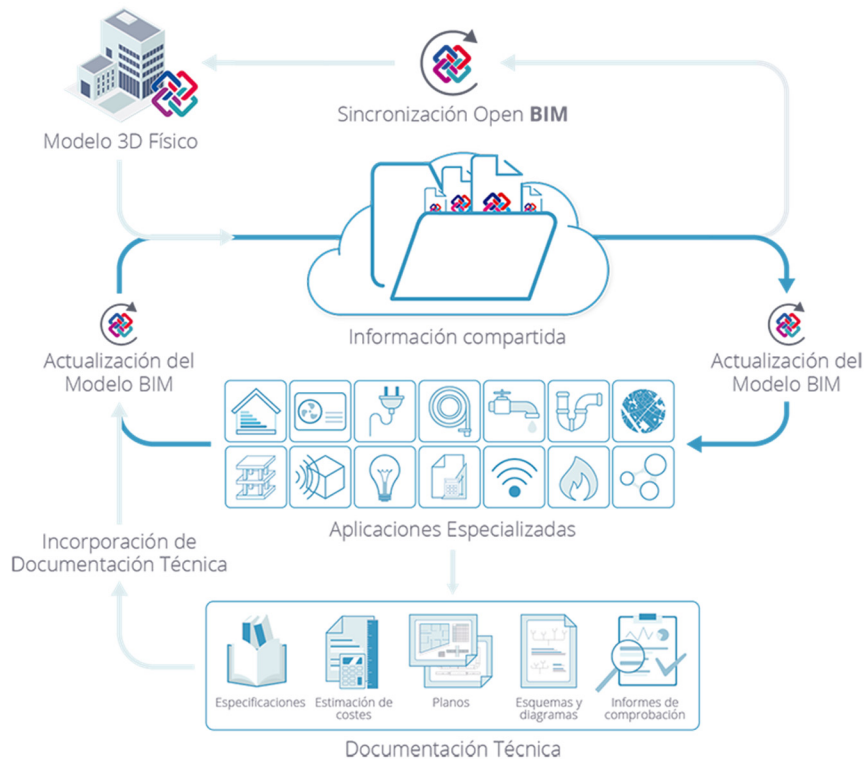 Sincronización Open BIM
Modelo 3D Físico
Información compartida
Actualización del
Modelo BIM
Actualización del
Modelo BIM
Aplicaciones Especializadas
Incorporación de
Documentación Técnica
Especificaciones
Estimación de
costes
Planos
Esquemas y
diagramas
Informes de
comprobación
Documentación Técnica